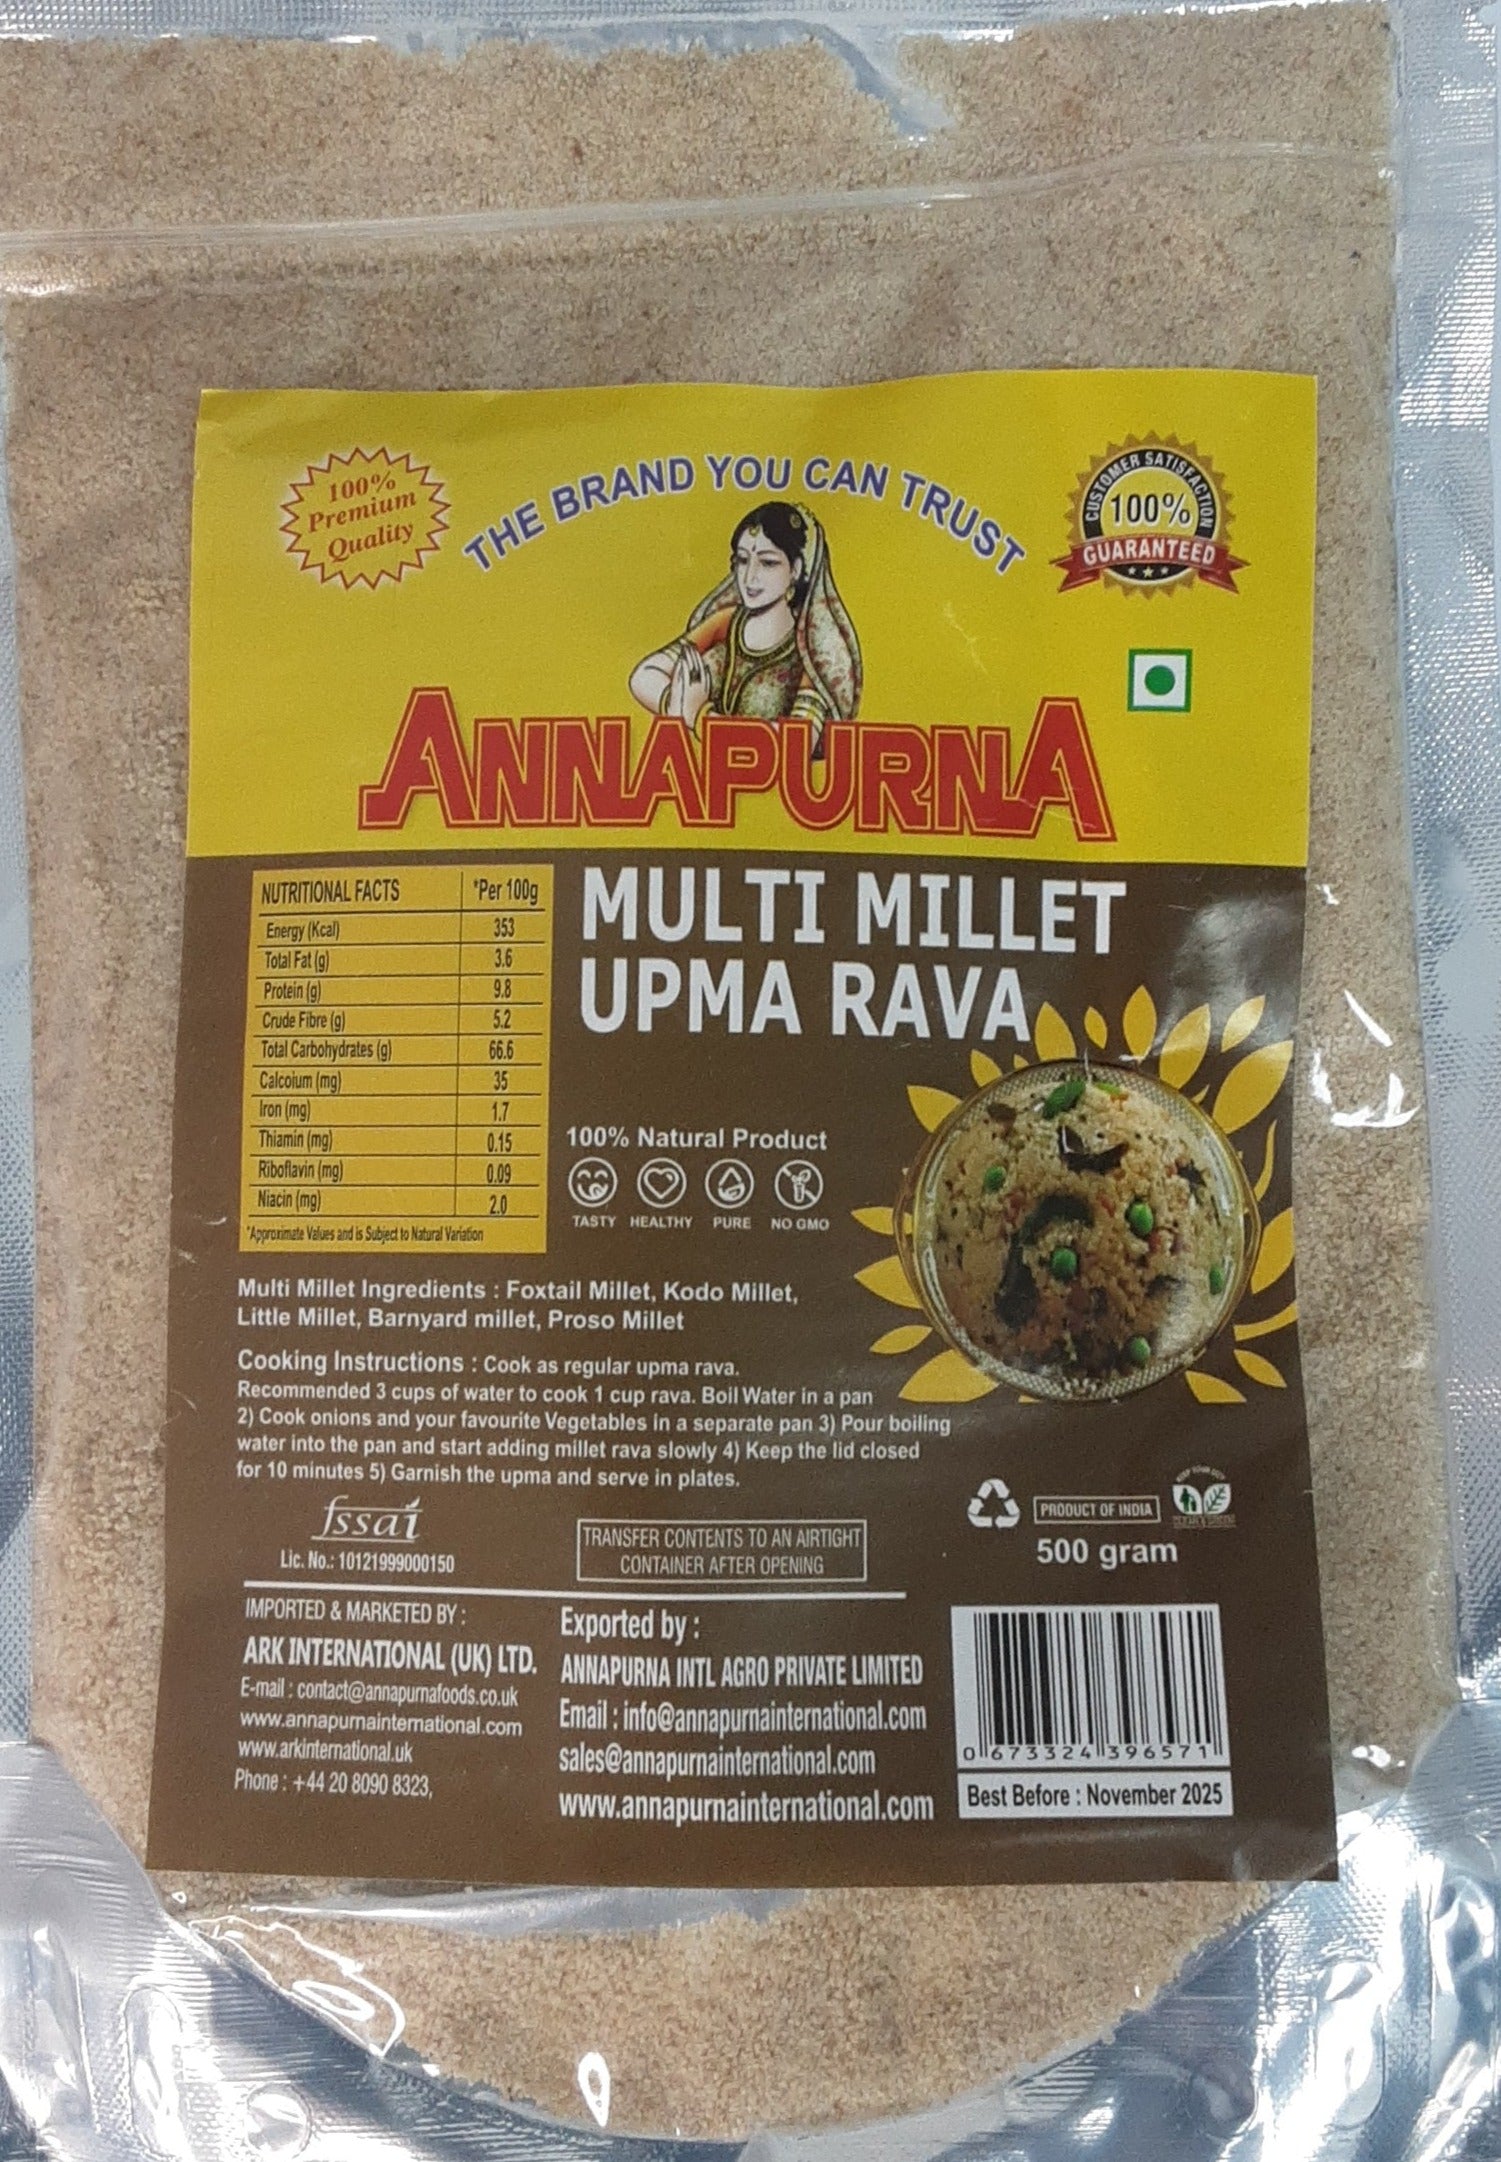 100%
Premium
Quality
THE BRAND YOU CAN TRUST
CUSTOMER SATISFACTION
100%
GUARANTEED
ANNAPURNA
MULTI MILLET
UPMA RAVA
NUTRITIONAL FACTS *Per 100g
Energy (Kcal) 353
Total Fat (g) 3.6
Protein (g) 9.8
Crude Fibre (g) 5.2
Total Carbohydrates (g) 66.6
Calcoium (mg) 35
Iron (mg) 1.7
Thiamin (mg) 0.15
Riboflavin (mg) 0.09
Niacin (mg) 2.0
*Approximate Values and is Subject to Natural Variation
100% Natural Product
TASTY HEALTHY PURE NO GMO
Multi Millet Ingredients : Foxtail Millet, Kodo Millet,
Little Millet, Barnyard millet, Proso Millet
Cooking Instructions : Cook as regular upma rava.
Recommended 3 cups of water to cook 1 cup rava. Boil Water in a pan
2) Cook onions and your favourite Vegetables in a separate pan 3) Pour boiling
water into the pan and start adding millet rava slowly 4) Keep the lid closed
for 10 minutes 5) Garnish the upma and serve in plates.
fssai
Lic. No.: 10121999000150
TRANSFER CONTENTS TO AN AIRTIGHT
CONTAINER AFTER OPENING
PRODUCT OF INDIA
500 gram
IMPORTED & MARKETED BY :
ARK INTERNATIONAL (UK) LTD.
E-mail : contact@annapurnafoods.co.uk
www.annapurnainternational.com
www.arkinternational.uk
Phone : +44 20 8090 8323,
Exported by :
ANNAPURNA INTL AGRO PRIVATE LIMITED
Email : info@annapurnainternational.com
sales@annapurnainternational.com
www.annapurnainternational.com
0 673324 396571
Best Before : November 2025